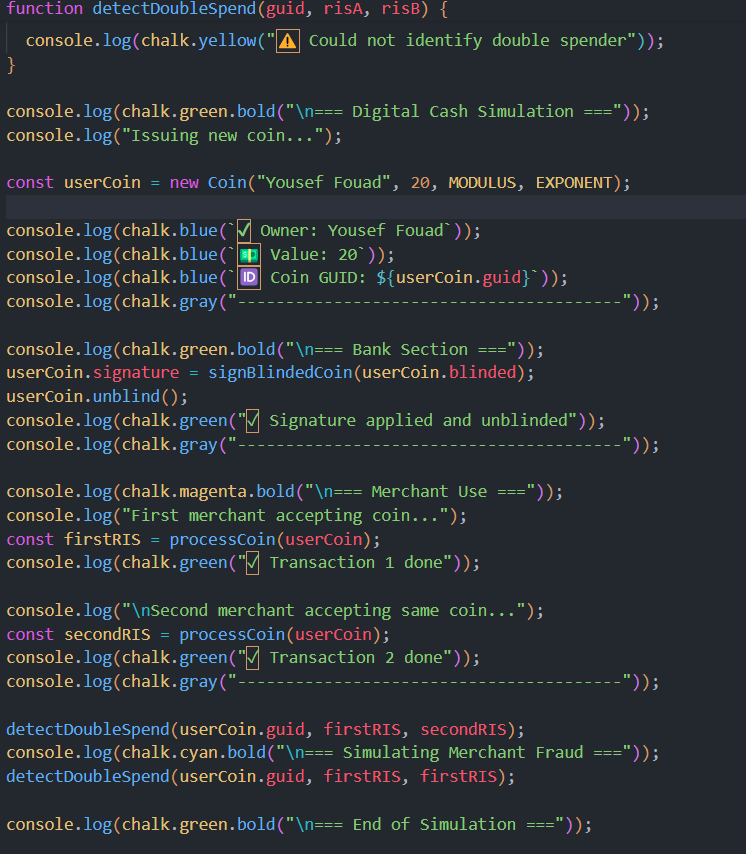 function detectDoubleSpend(guid, risA, risB) {
  console.log(chalk.yellow("⚠️ Could not identify double spender"));
}
console.log(chalk.green.bold("\n=== Digital Cash Simulation ==="));
console.log("Issuing new coin...");
const userCoin = new Coin("Yousef Fouad", 20, MODULUS, EXPONENT);
console.log(chalk.blue(`✓ Owner: Yousef Fouad`));
console.log(chalk.blue(`💵 Value: 20`));
console.log(chalk.blue(`🆔 Coin GUID: ${userCoin.guid}`));
console.log(chalk.gray("----------------------------------------"));
console.log(chalk.green.bold("\n=== Bank Section ==="));
userCoin.signature = signBlindedCoin(userCoin.blinded);
userCoin.unblind();
console.log(chalk.green("✓ Signature applied and unblinded"));
console.log(chalk.gray("----------------------------------------"));
console.log(chalk.magenta.bold("\n=== Merchant Use ==="));
console.log("First merchant accepting coin...");
const firstRIS = processCoin(userCoin);
console.log(chalk.green("✓ Transaction 1 done"));
console.log("\nSecond merchant accepting same coin...");
const secondRIS = processCoin(userCoin);
console.log(chalk.green("✓ Transaction 2 done"));
console.log(chalk.gray("----------------------------------------"));
detectDoubleSpend(userCoin.guid, firstRIS, secondRIS);
console.log(chalk.cyan.bold("\n=== Simulating Merchant Fraud ==="));
detectDoubleSpend(userCoin.guid, firstRIS, firstRIS);
console.log(chalk.green.bold("\n=== End of Simulation ==="));